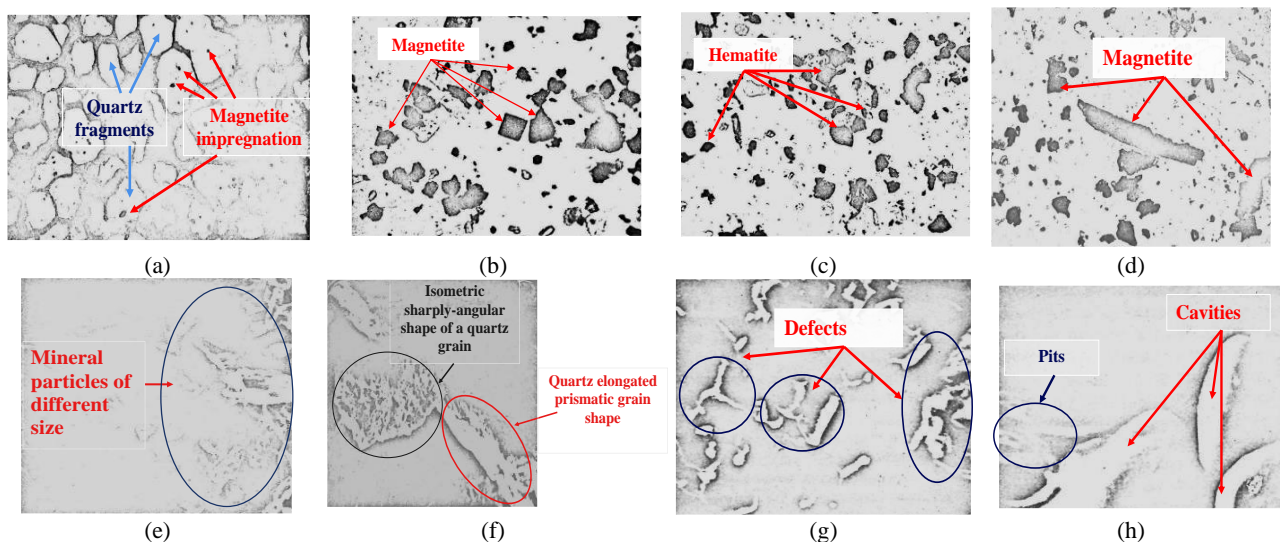 Quartz
fragments
Magnetite
impregnation
(a)
Magnetite
(b)
Hematite
(c)
Magnetite
(d)
Mineral
particles of
different
size
(e)
Isometric
sharply-angular
shape of a quartz
grain
Quartz elongated
prismatic grain
shape
(f)
Defects
(g)
Pits
Cavities
(h)